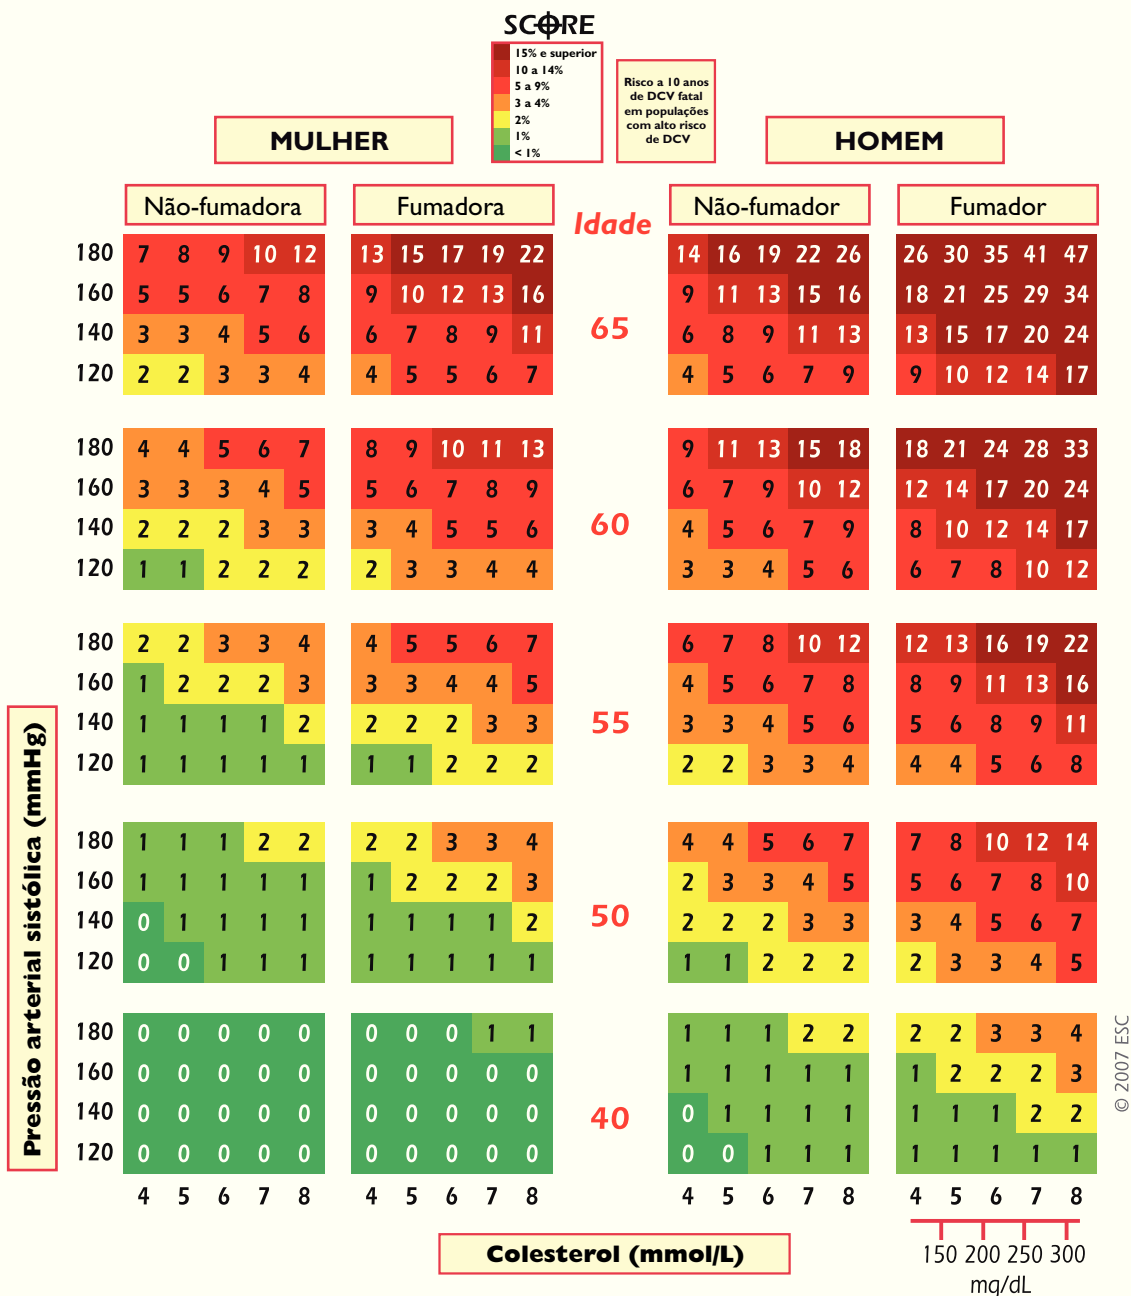 SCORE
15% e superior
10 a 14%
5 a 9%
3 a 4%
2%
1%
< 1%
Risco a 10 anos
de DCV fatal
em populações
com alto risco
de DCV
MULHER
HOMEM
Não-fumadora
Fumadora
Idade
Não-fumador
Fumador
180 7 8 9 10 12 13 15 17 19 22 14 16 19 22 26 26 30 35 41 47
160 5 5 6 7 8 9 10 12 13 16 9 11 13 15 16 18 21 25 29 34
65
140 3 3 4 5 6 6 7 8 9 11 6 8 9 11 13 13 15 17 20 24
120 2 2 3 3 4 4 5 5 6 7 4 5 6 7 9 9 10 12 14 17
180 4 4 5 6 7 8 9 10 11 13 9 11 13 15 18 18 21 24 28 33
160 3 3 3 4 5 5 6 7 8 9 6 7 9 10 12 12 14 17 20 24
60
140 2 2 2 3 3 3 4 5 5 6 4 5 6 7 9 8 10 12 14 17
120 1 1 2 2 2 2 3 3 4 4 3 3 4 5 6 6 7 8 10 12
180 2 2 3 3 4 4 5 5 6 7 6 7 8 10 12 12 13 16 19 22
160 1 2 2 2 3 3 3 4 4 5 4 5 6 7 8 8 9 11 13 16
55
140 1 1 1 1 2 2 2 2 3 3 3 3 4 5 6 5 6 8 9 11
120 1 1 1 1 1 1 1 2 2 2 2 2 3 3 4 4 4 5 6 8
180 1 1 1 2 2 2 2 3 3 4 4 4 5 6 7 7 8 10 12 14
160 1 1 1 1 1 1 2 2 2 3 2 3 3 4 5 5 6 7 8 10
50
140 0 1 1 1 1 1 1 1 1 2 2 2 2 3 3 3 4 5 6 7
120 0 0 1 1 1 1 1 1 1 1 1 1 2 2 2 2 3 3 4 5
180 0 0 0 0 0 0 0 0 1 1 1 1 1 2 2 2 2 3 3 4
160 0 0 0 0 0 0 0 0 0 0 1 1 1 1 1 1 2 2 2 3
40
140 0 0 0 0 0 0 0 0 0 0 0 1 1 1 1 1 1 1 2 2
120 0 0 0 0 0 0 0 0 0 0 0 0 1 1 1 1 1 1 1 1
4 5 6 7 8 4 5 6 7 8 4 5 6 7 8 4 5 6 7 8
150 200 250 300
mg/dL
Colesterol (mmol/L)
Pressão arterial sistólica (mmHg)
© 2007 ESC